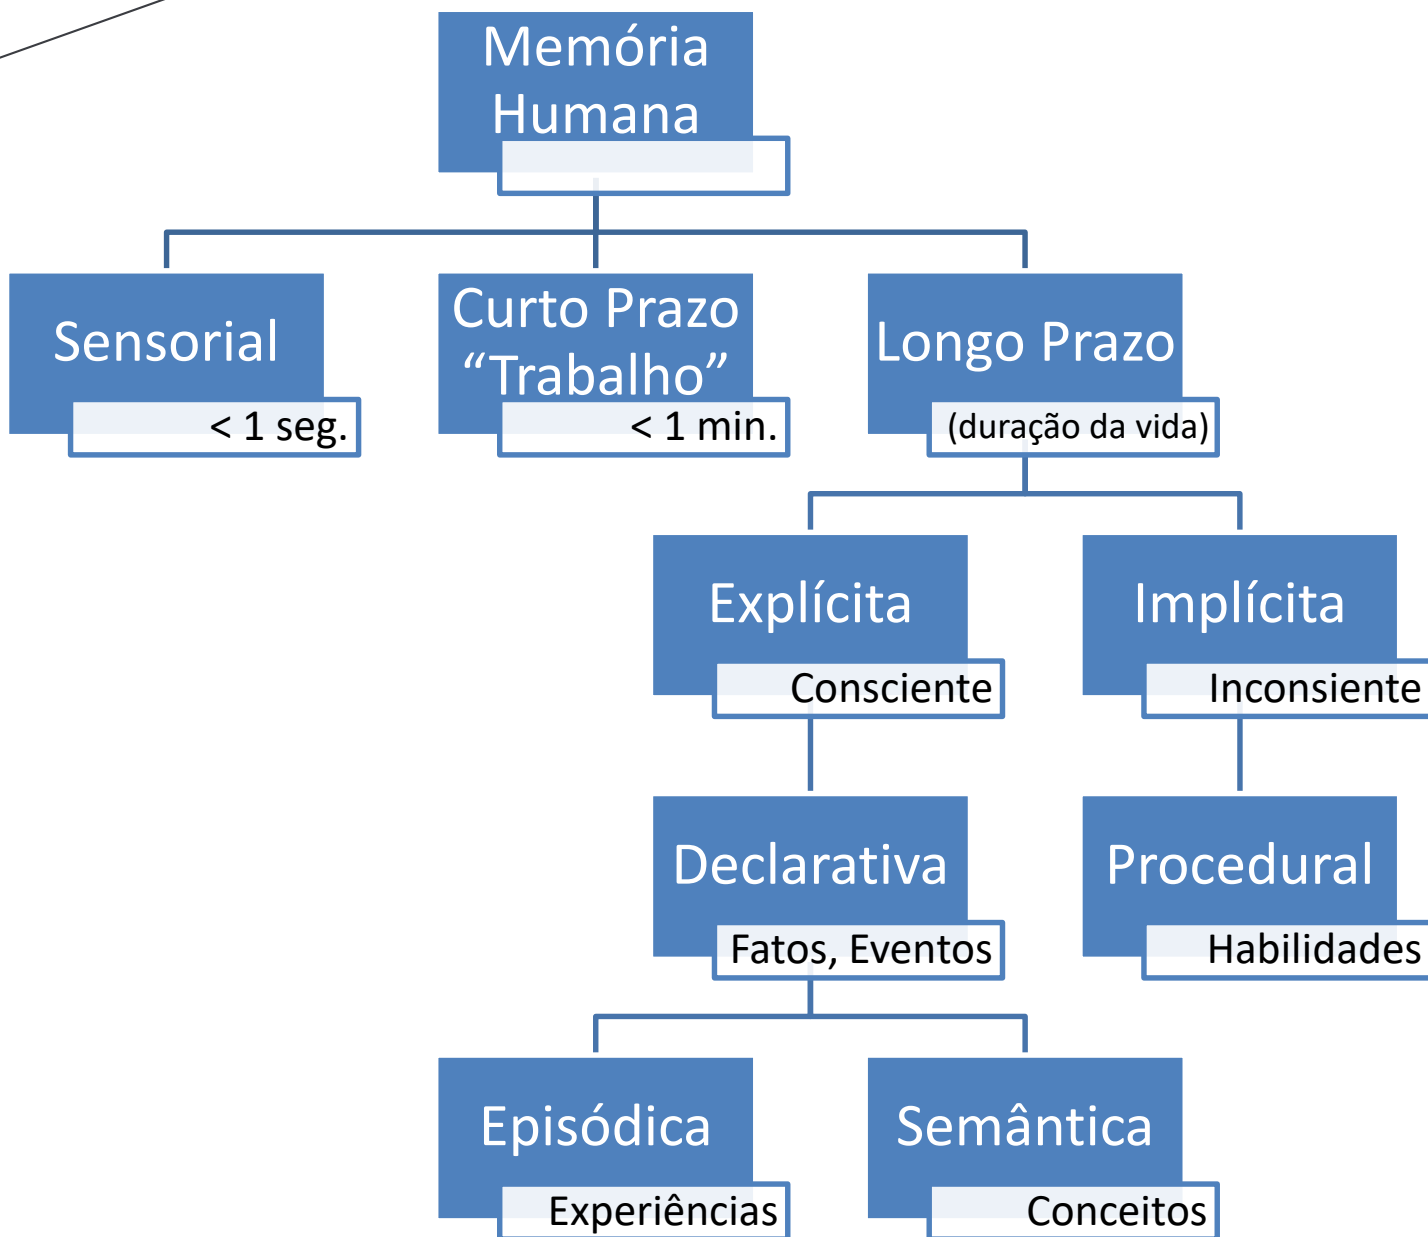 Memória
Humana
Sensorial
< 1 seg.
Curto Prazo
“Trabalho”
< 1 min.
Longo Prazo
(duração da vida)
Explícita
Consciente
Implícita
Inconsiente
Declarativa
Fatos, Eventos
Procedural
Habilidades
Episódica
Experiências
Semântica
Conceitos